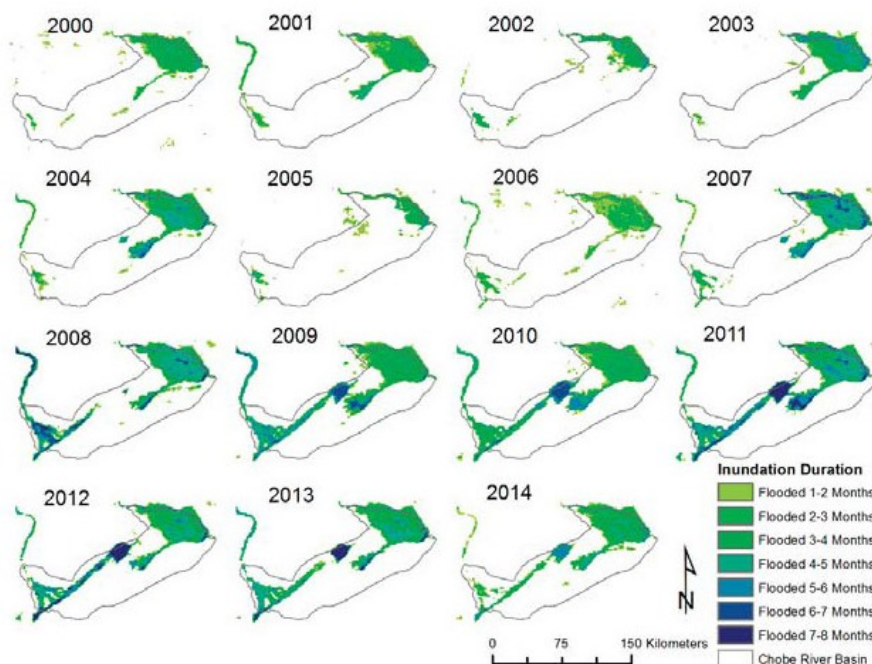 2000
2001
2002
2003
2004
2005
2006
2007
2008
2009
2010
2011
2012
2013
2014
Inundation Duration
Flooded 1-2 Months
Flooded 2-3 Months
Flooded 3-4 Months
Flooded 4-5 Months
Flooded 5-6 Months
Flooded 6-7 Months
Flooded 7-8 Months
Chobe River Basin
N
0 75 150 Kilometers